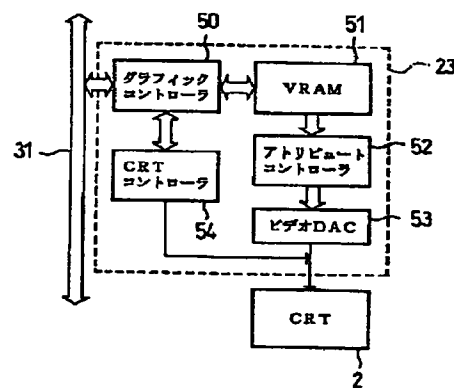 50
51
23
グラフィック
コントローラ
VRAM
31
CRT
コントローラ
アトリビュート
コントローラ
52
54
ビデオDAC
53
CRT
2